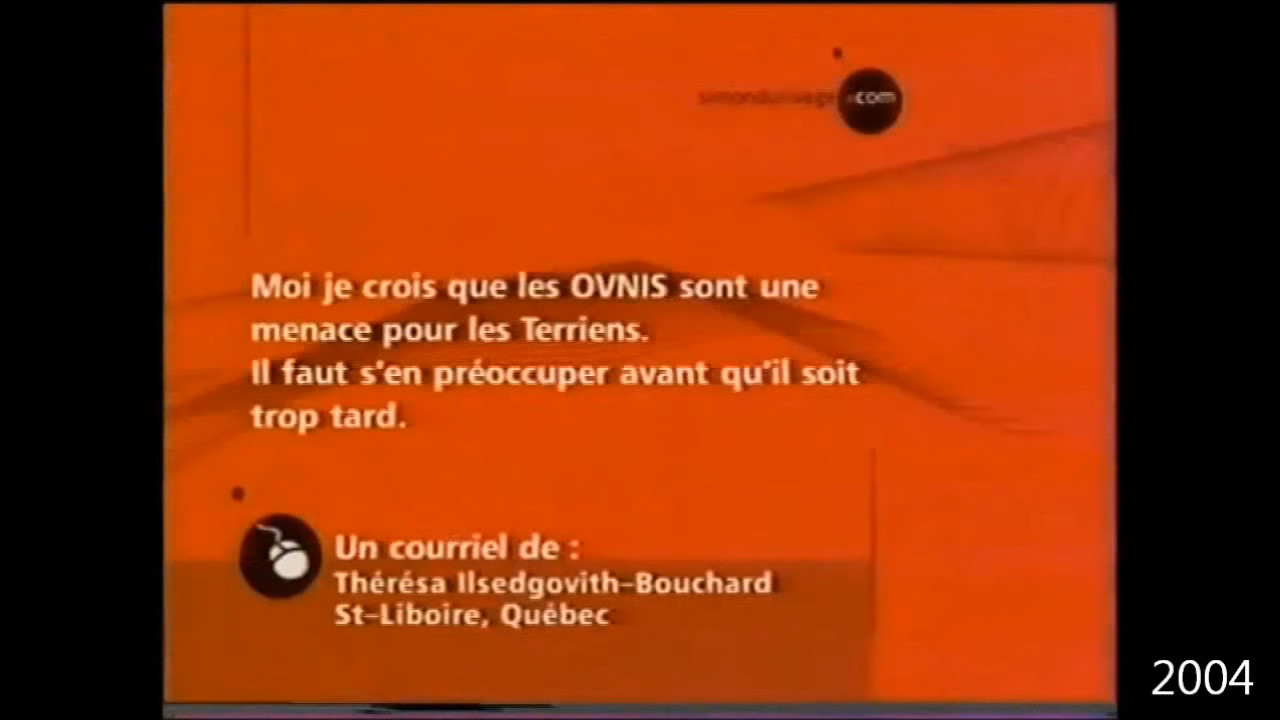 simondurivage.com
Moi je crois que les OVNIS sont une
menace pour les Terriens.
Il faut s'en préoccuper avant qu'il soit
trop tard.
Un courriel de :
Thérésa Ilsedgovith-Bouchard
St-Liboire, Québec
2004